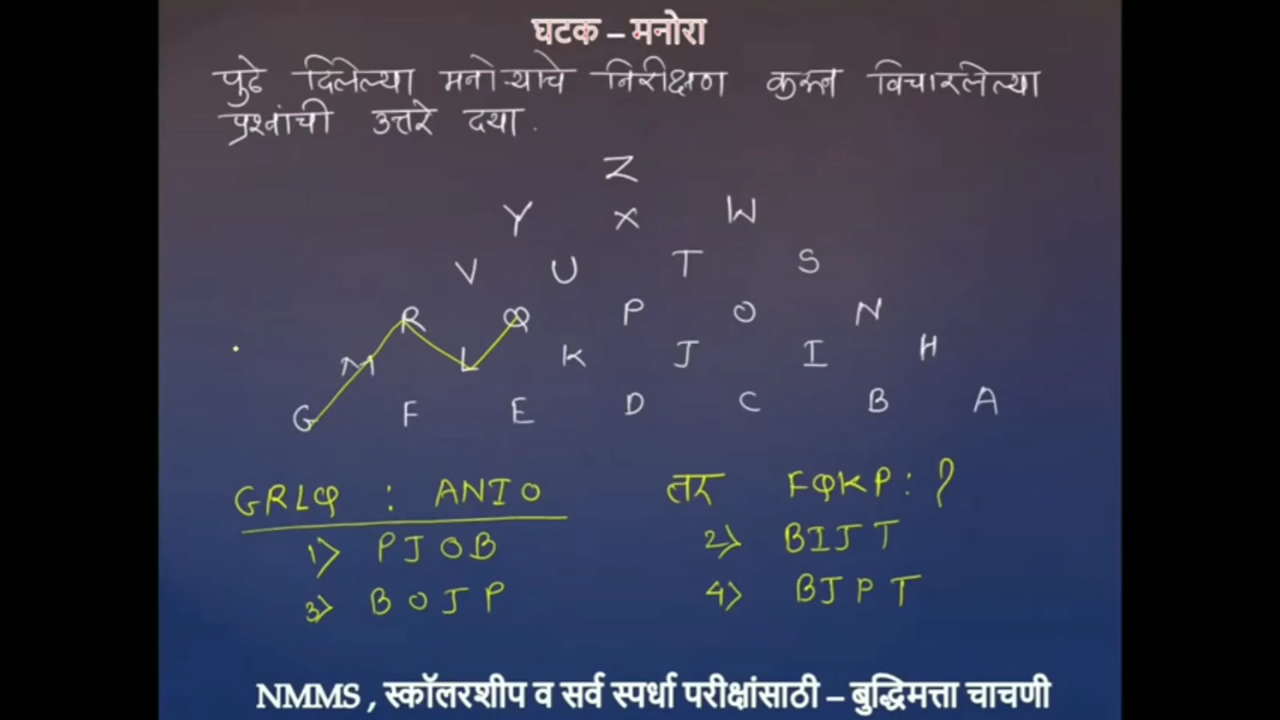 घटक – मनोरा
पुढे दिलेल्या मनोऱ्याचे निरीक्षण करून विचारलेल्या
प्रश्नांची उत्तरे दया.
Z
Y X W
V U T S
R Q P O N
M L K J I H
G F E D C B A
GRLQ : ANIO तर FQKP : ?
1) PJOB 2) BIJT
3) BOJP 4) BJPT
NMMS , स्कॉलरशीप व सर्व स्पर्धा परीक्षांसाठी – बुद्धिमत्ता चाचणी